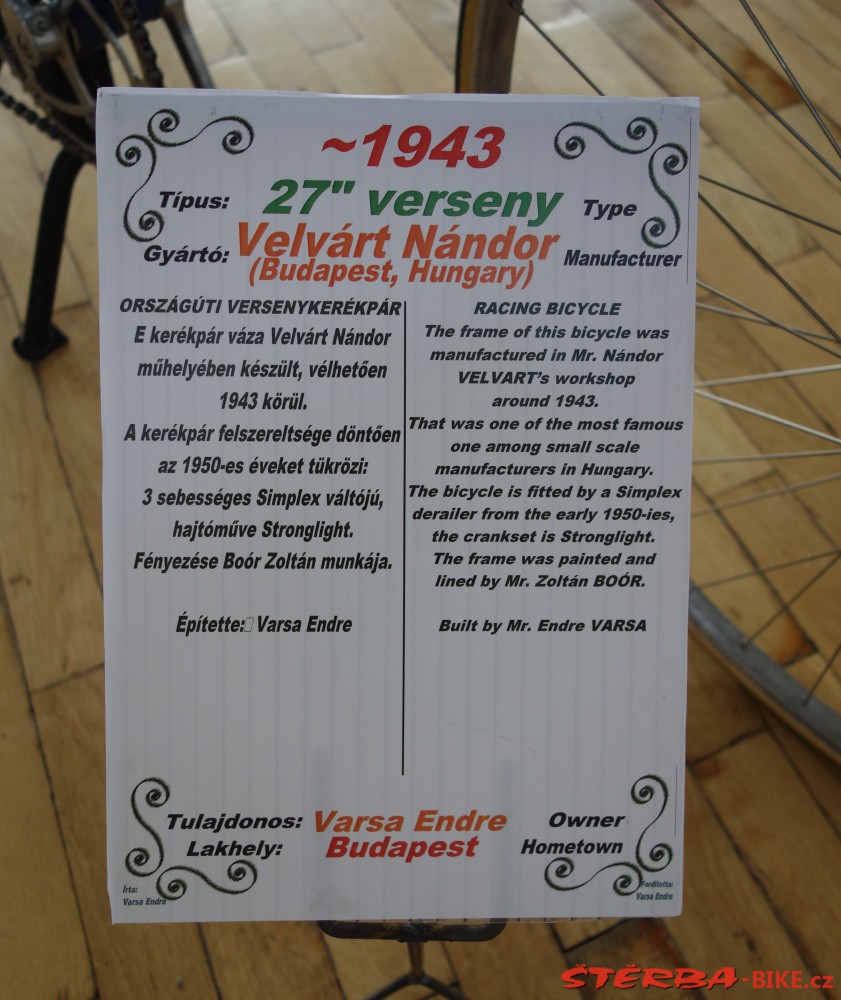 ~1943
Típus: 27" verseny Type
Gyártó: Velvárt Nándor Manufacturer
(Budapest, Hungary)
ORSZÁGÚTI VERSENYKERÉKPÁR
E kerékpár váza Velvárt Nándor
műhelyében készült, vélhetően
1943 körül.
A kerékpár felszereltsége döntően
az 1950-es éveket tükrözi:
3 sebességes Simplex váltójú,
hajtóműve Stronglight.
Fényezése Boór Zoltán munkája.
Építette: Varsa Endre
RACING BICYCLE
The frame of this bicycle was
manufactured in Mr. Nándor
VELVART's workshop
around 1943.
That was one of the most famous
one among small scale
manufacturers in Hungary.
The bicycle is fitted by a Simplex
derailer from the early 1950-ies,
the crankset is Stronglight.
The frame was painted and
lined by Mr. Zoltán BOÓR.
Built by Mr. Endre VARSA
Tulajdonos: Varsa Endre Owner
Lakhely: Budapest Hometown
Írta:
Varsa Endre
Fordította:
Varsa Endre
ŠTĚRBA-BIKE.cz